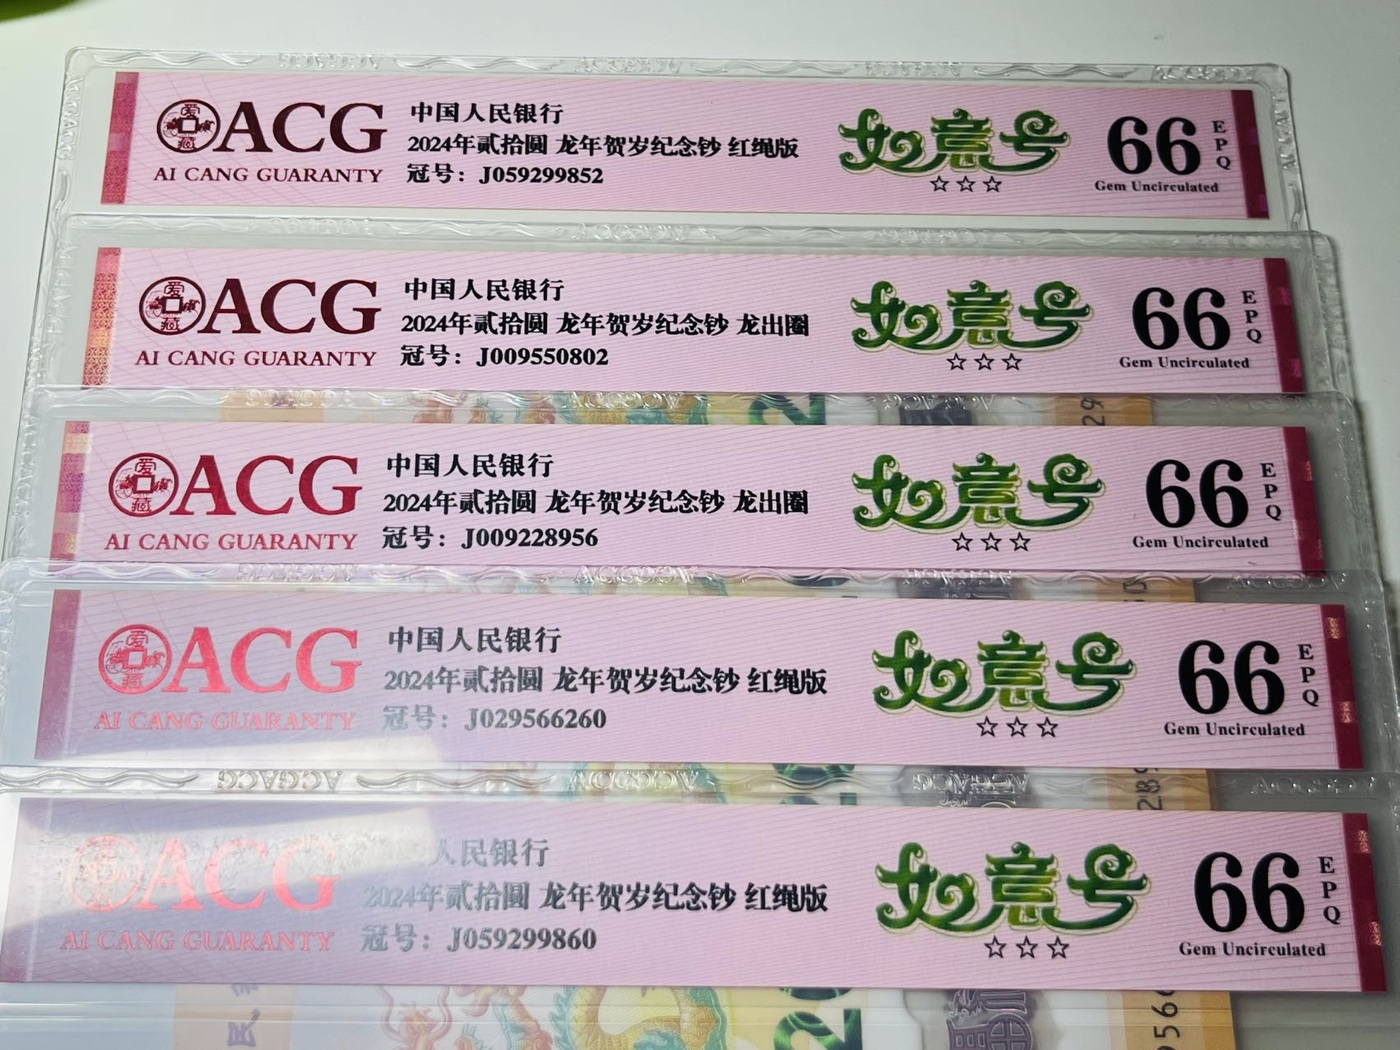 爱藏
ACG
AI CANG GUARANTY
中国人民银行
2024年贰拾圆 龙年贺岁纪念钞 红绳版
冠号：J059299852
如意号
☆☆☆
66
EPQ
Gem Uncirculated
爱藏
ACG
AI CANG GUARANTY
中国人民银行
2024年贰拾圆 龙年贺岁纪念钞 龙出圈
冠号：J009550802
如意号
☆☆☆
66
EPQ
Gem Uncirculated
爱藏
ACG
AI CANG GUARANTY
中国人民银行
2024年贰拾圆 龙年贺岁纪念钞 龙出圈
冠号：J009228956
如意号
☆☆☆
66
EPQ
Gem Uncirculated
爱藏
ACG
AI CANG GUARANTY
中国人民银行
2024年贰拾圆 龙年贺岁纪念钞 红绳版
冠号：J029566260
如意号
☆☆☆
66
EPQ
Gem Uncirculated
ACG
AI CANG GUARANTY
人民银行
2024年贰拾圆 龙年贺岁纪念钞 红绳版
冠号：J059299860
如意号
☆☆☆
66
EPQ
Gem Uncirculated